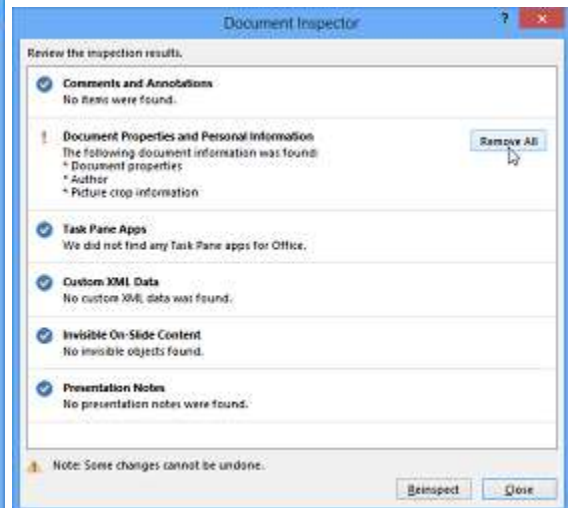 Document Inspector
?
Review the inspection results.
Comments and Annotations
No items were found.
! Document Properties and Personal Information
Remove All
The following document information was found:
* Document properties
* Author
* Picture crop information
Task Pane Apps
We did not find any Task Pane apps for Office.
Custom XML Data
No custom XML data was found.
Invisible On-Slide Content
No invisible objects found.
Presentation Notes
No presentation notes were found.
Note: Some changes cannot be undone.
Reinspect
Close